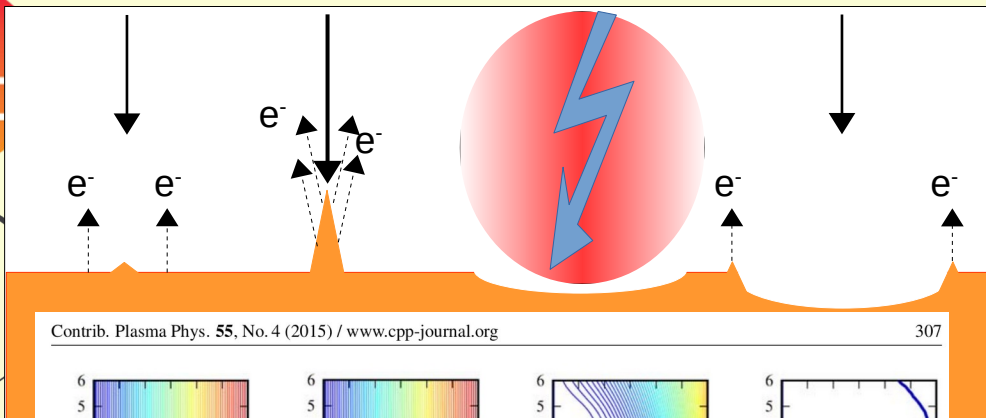 e-
e-
e-
e-
e-
e-
Contrib. Plasma Phys. 55, No. 4 (2015) / www.cpp-journal.org 307
6 6 6 6
5 5 5 5